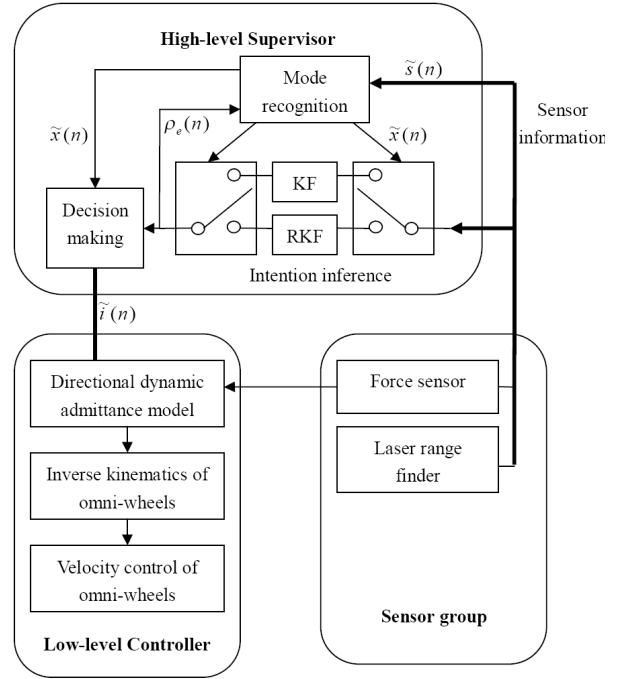 High-level Supervisor
Mode
recognition
s̃(n)
Sensor
information
x̃(n)
ρₑ(n)
x̃(n)
KF
RKF
Decision
making
Intention inference
ĩ(n)
Directional dynamic
admittance model
Force sensor
Laser range
finder
Inverse kinematics of
omni-wheels
Velocity control of
omni-wheels
Sensor group
Low-level Controller